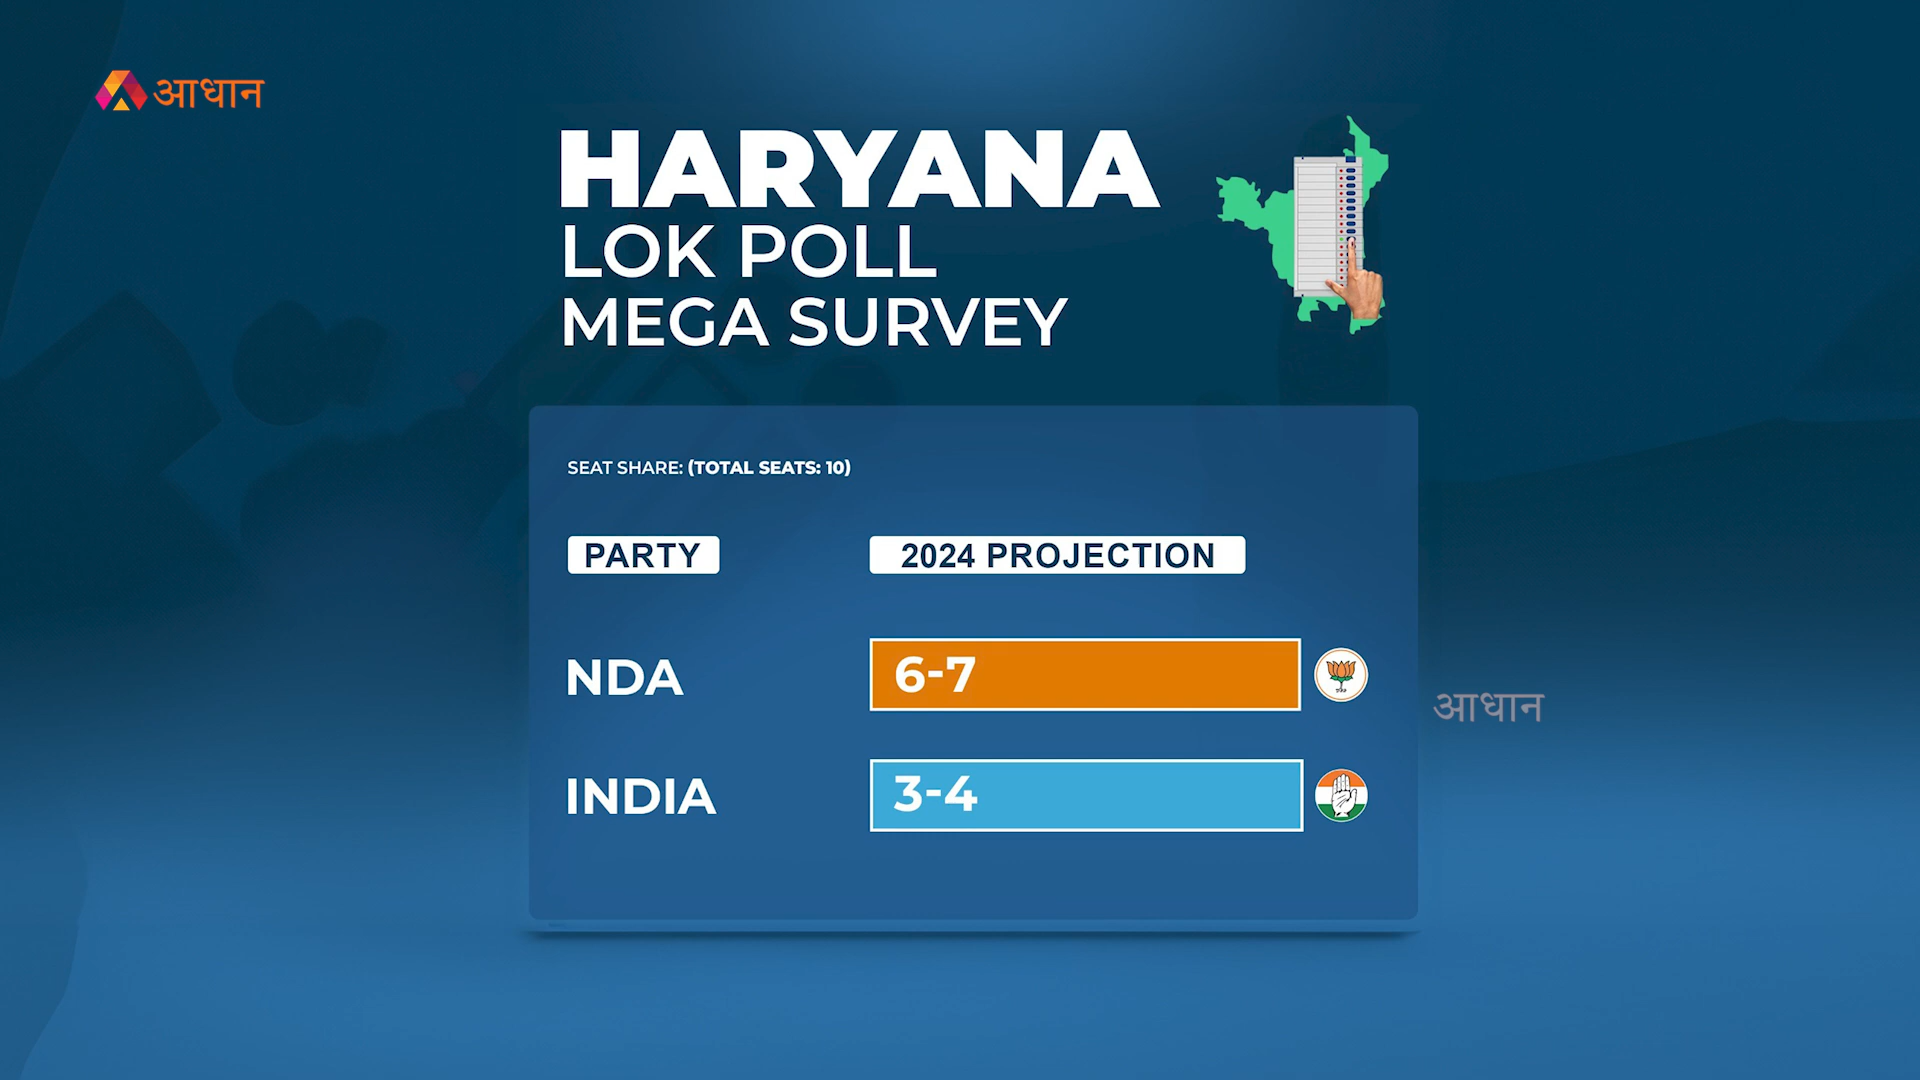 आधान
HARYANA
LOK POLL
MEGA SURVEY
SEAT SHARE: (TOTAL SEATS: 10)
PARTY 2024 PROJECTION
NDA 6-7
INDIA 3-4
आधान